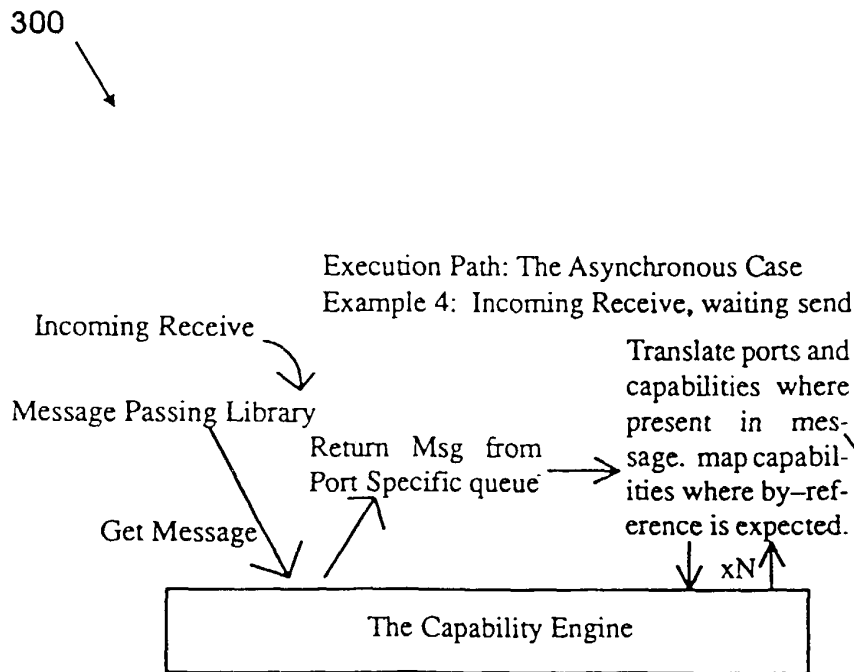 300
Execution Path: The Asynchronous Case
Example 4: Incoming Receive, waiting send
Incoming Receive
Message Passing Library
Get Message
Return Msg from
Port Specific queue
Translate ports and
capabilities where
present in mes-
sage. map capabil-
ities where by-ref-
erence is expected.
xN
The Capability Engine